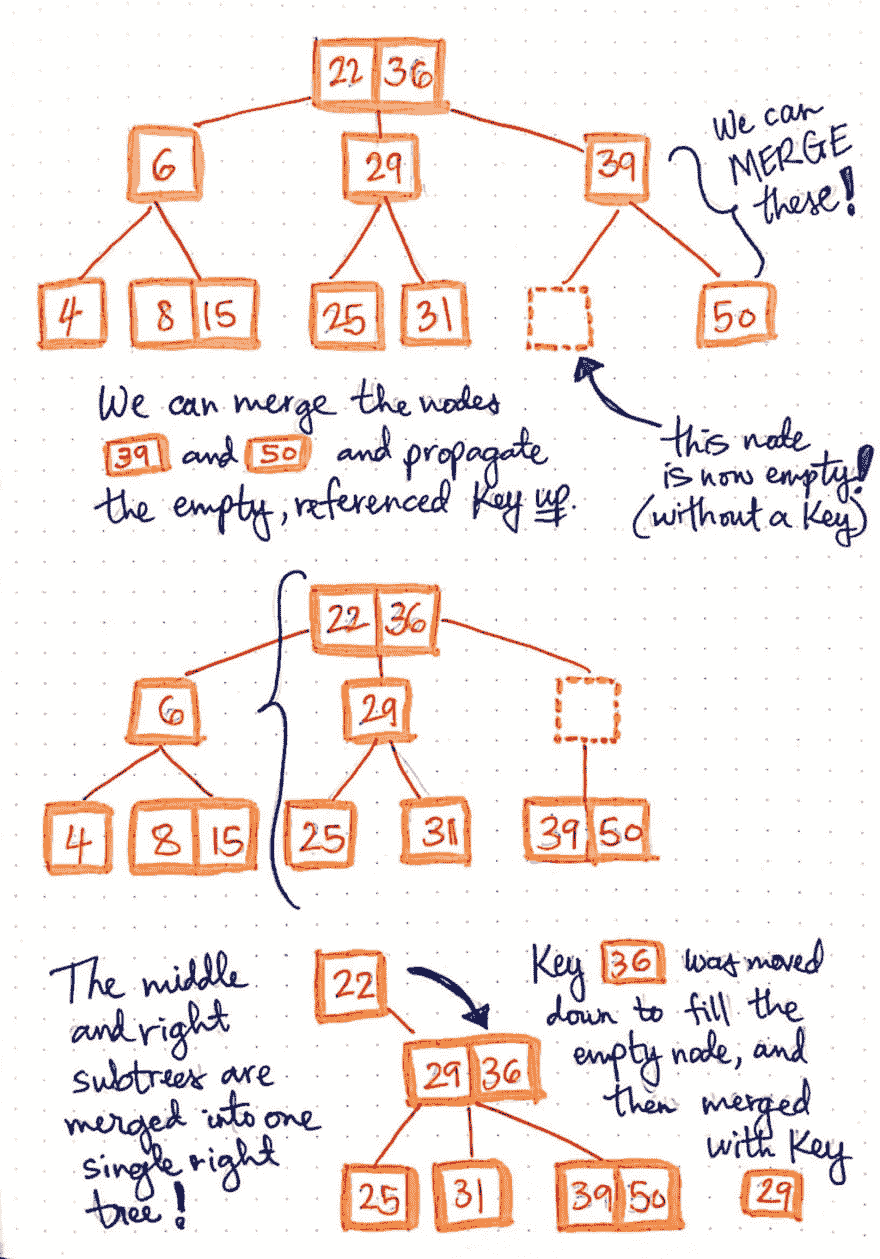 22 36
6 29 39
We can
MERGE
these!
4 8 15 25 31 50
We can merge the nodes
39 and 50 and propagate
the empty, referenced key up.
this node
is now empty!
(without a key)
22 36
6 29
4 8 15 25 31 39 50
The middle
and right
subtrees are
merged into one
single right
tree!
22
29 36
25 31 39 50
Key 36 was moved
down to fill the
empty node, and
then merged
with key
29